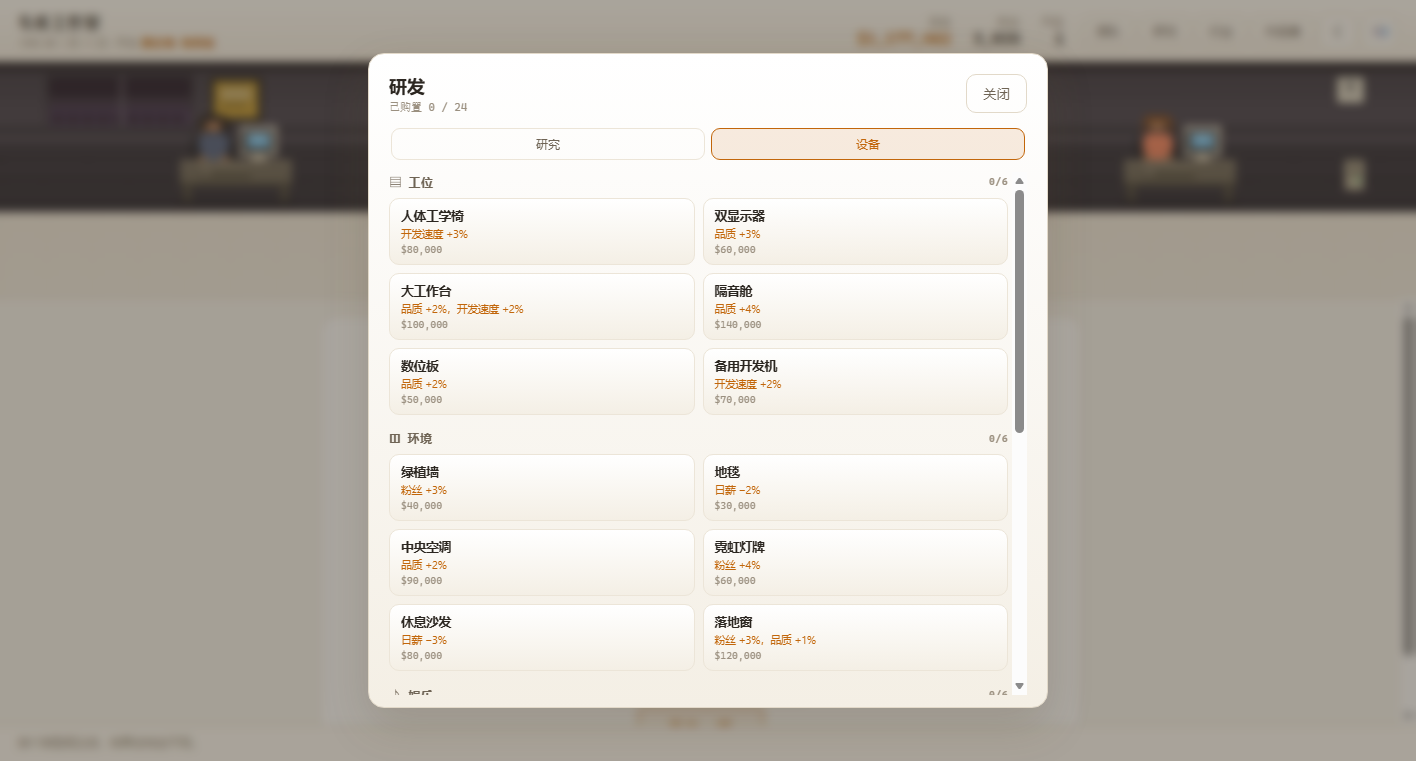 研发
已购置 0 / 24
关闭
研究
设备
工位
0/6
人体工学椅
开发速度 +3%
$80,000
双显示器
品质 +3%
$60,000
大工作台
品质 +2%, 开发速度 +2%
$100,000
隔音舱
品质 +4%
$140,000
数位板
品质 +2%
$50,000
备用开发机
开发速度 +2%
$70,000
环境
0/6
绿植墙
粉丝 +3%
$40,000
地毯
日薪 −2%
$30,000
中央空调
品质 +2%
$90,000
霓虹灯牌
粉丝 +4%
$60,000
休息沙发
日薪 −3%
$80,000
落地窗
粉丝 +3%, 品质 +1%
$120,000
娱乐
0/6